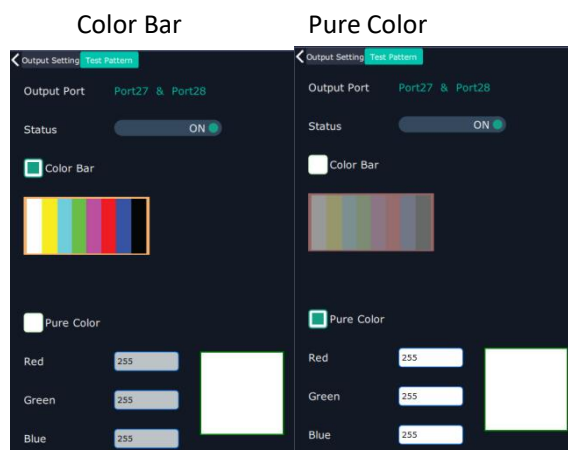 Color Bar
Output Setting Test Pattern
Output Port Port27 & Port28
Status ON
Color Bar
Pure Color
Red 255
Green 255
Blue 255
Pure Color
Output Setting Test Pattern
Output Port Port27 & Port28
Status ON
Color Bar
Pure Color
Red 255
Green 255
Blue 255